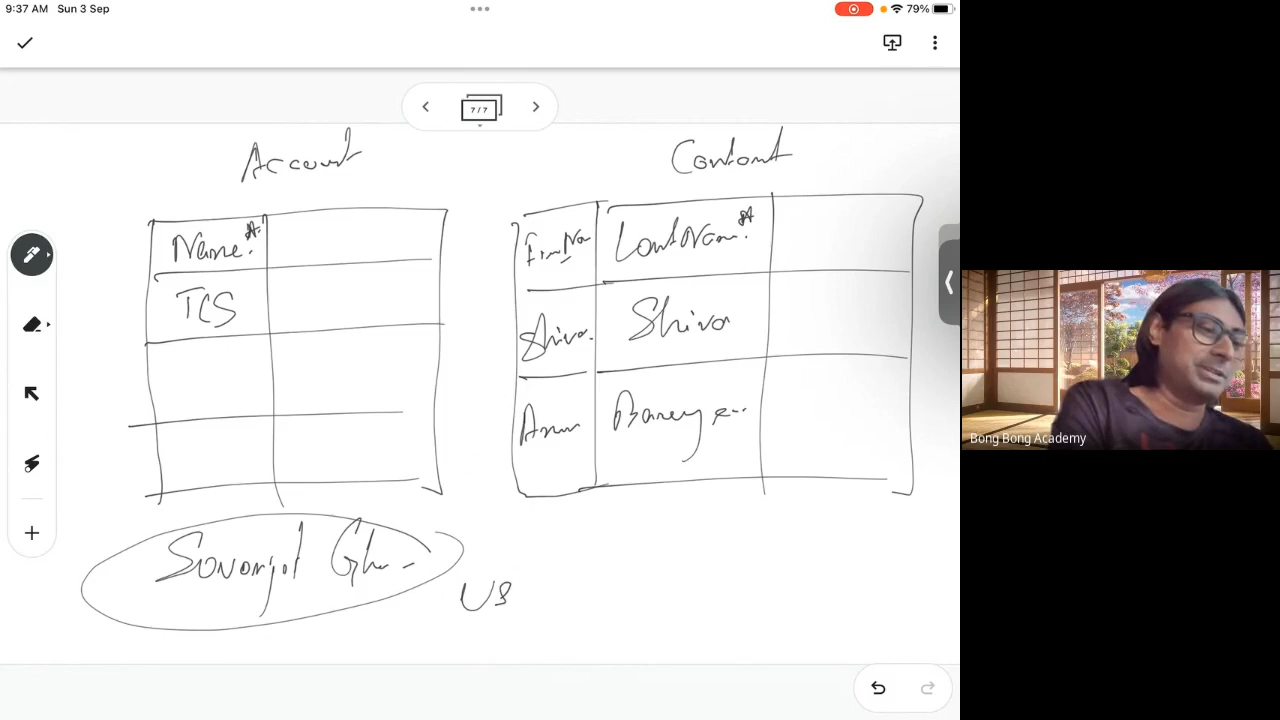 9:37 AM Sun 3 Sep
79%
7/7
Account
Contant
Name*
TCS
LastName*
Shiva
Shiva
US
Bong Bong Academy